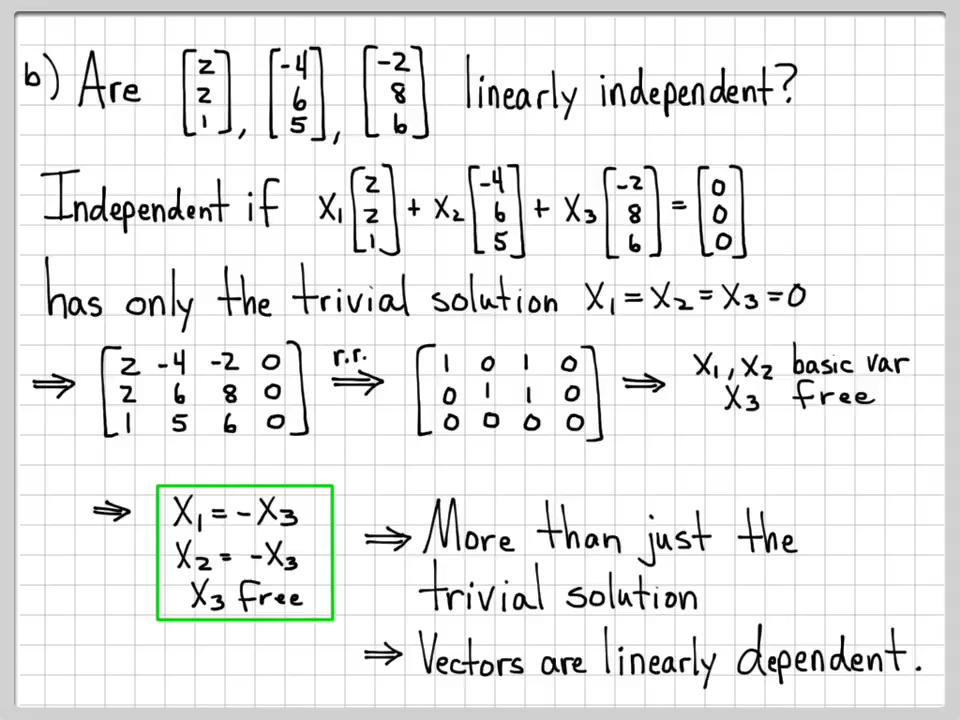 b) Are [2 2 1], [-4 6 5], [-2 8 6] linearly independent?
Independent if X₁ [2 2 1] + X₂ [-4 6 5] + X₃ [-2 8 6] = [0 0 0]
has only the trivial solution X₁ = X₂ = X₃ = 0
⇒ [2 -4 -2 0 r.r. ⇒ [1 0 1 0 ⇒ X₁, X₂ basic var
2 6 8 0 0 1 1 0 X₃ free
1 5 6 0] 0 0 0 0]
⇒ X₁ = -X₃
X₂ = -X₃
X₃ free
⇒ More than just the
trivial solution
⇒ Vectors are linearly dependent.